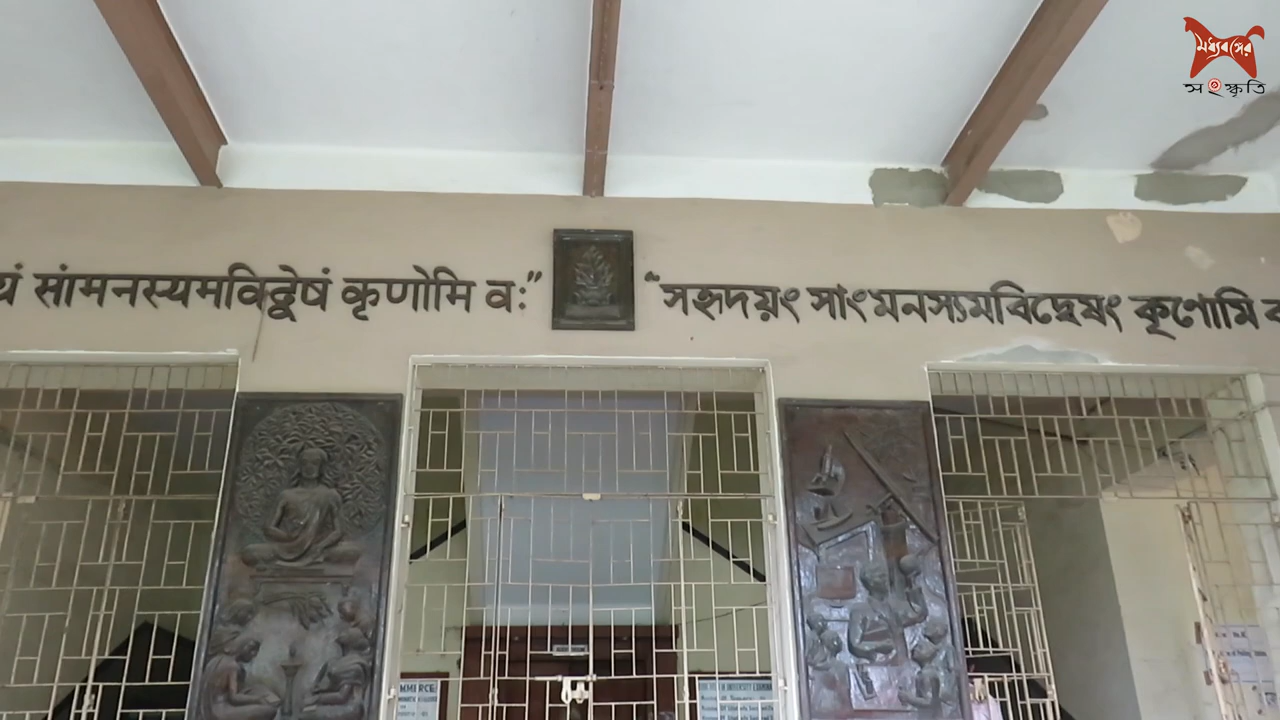 মধ্যবঙ্গের
সংস্কৃতি
यं सांमनस्यमविद्वेषं कृणोमि वः”
“সহৃদয়ং সাংমনস্যমবিদ্বেষং কৃণোমি ব